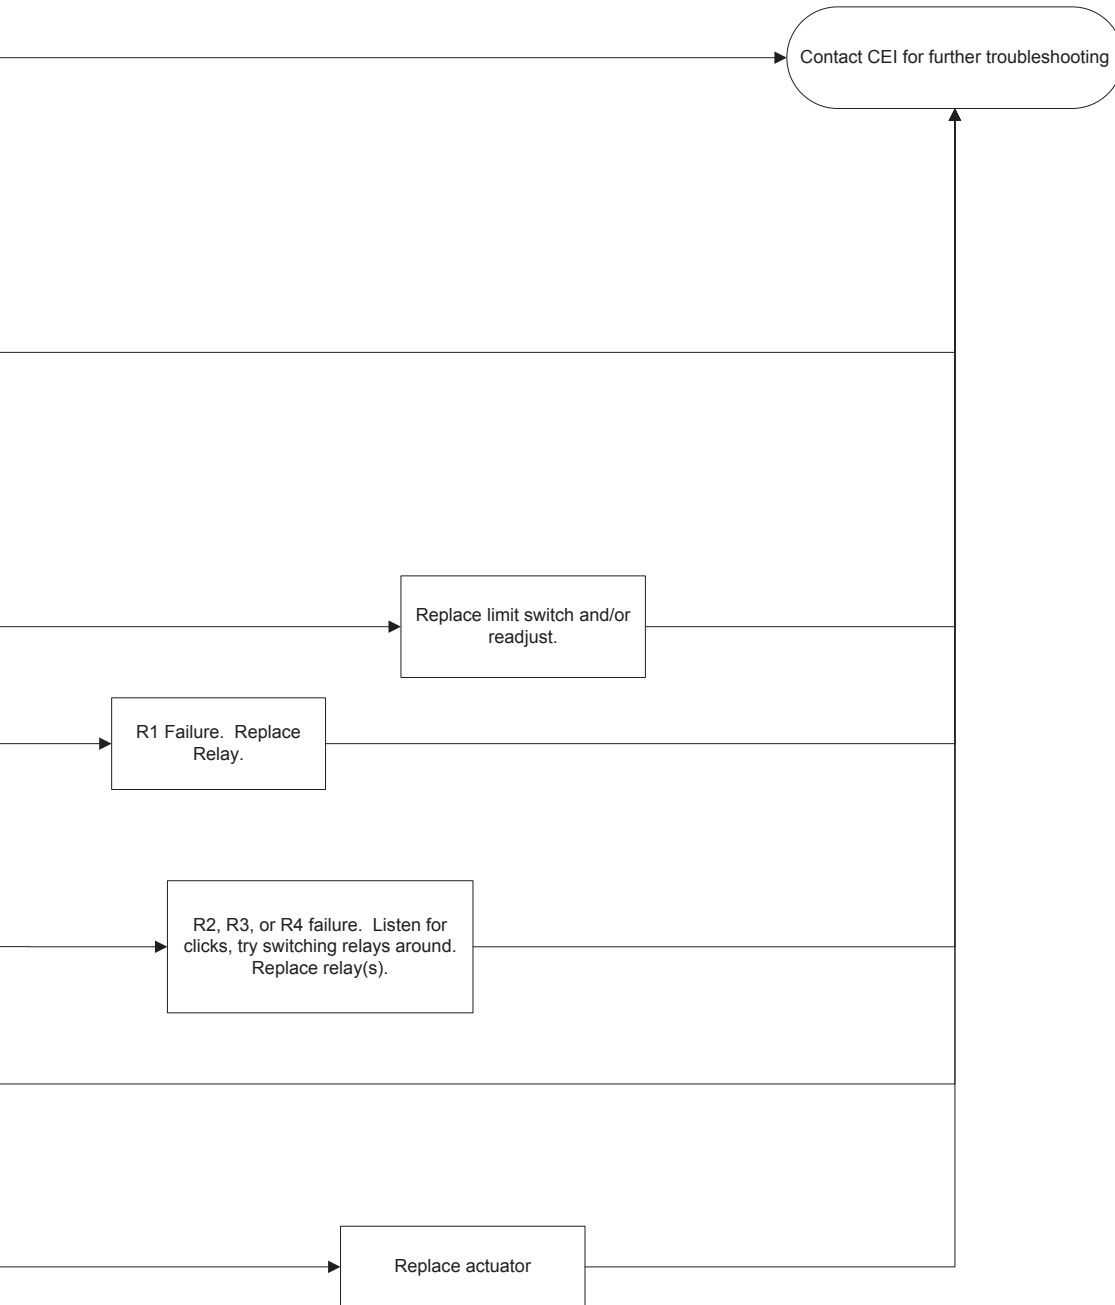 Contact CEI for further troubleshooting
Replace limit switch and/or
readjust.
R1 Failure. Replace
Relay.
R2, R3, or R4 failure. Listen for
clicks, try switching relays around.
Replace relay(s).
Replace actuator